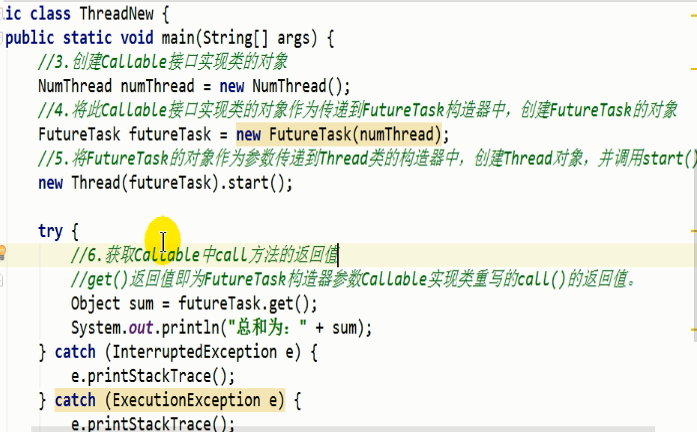 ic class ThreadNew {
public static void main(String[] args) {
//3.创建Callable接口实现类的对象
NumThread numThread = new NumThread();
//4.将此Callable接口实现类的对象作为传递到FutureTask构造器中，创建FutureTask的对象
FutureTask futureTask = new FutureTask(numThread);
//5.将FutureTask的对象作为参数传递到Thread类的构造器中，创建Thread对象，并调用start()
new Thread(futureTask).start();
try {
//6.获取Callable中call方法的返回值
//get()返回值即为FutureTask构造器参数Callable实现类重写的call()的返回值。
Object sum = futureTask.get();
System.out.println("总和为：" + sum);
} catch (InterruptedException e) {
e.printStackTrace();
} catch (ExecutionException e) {
e.printStackTrace();